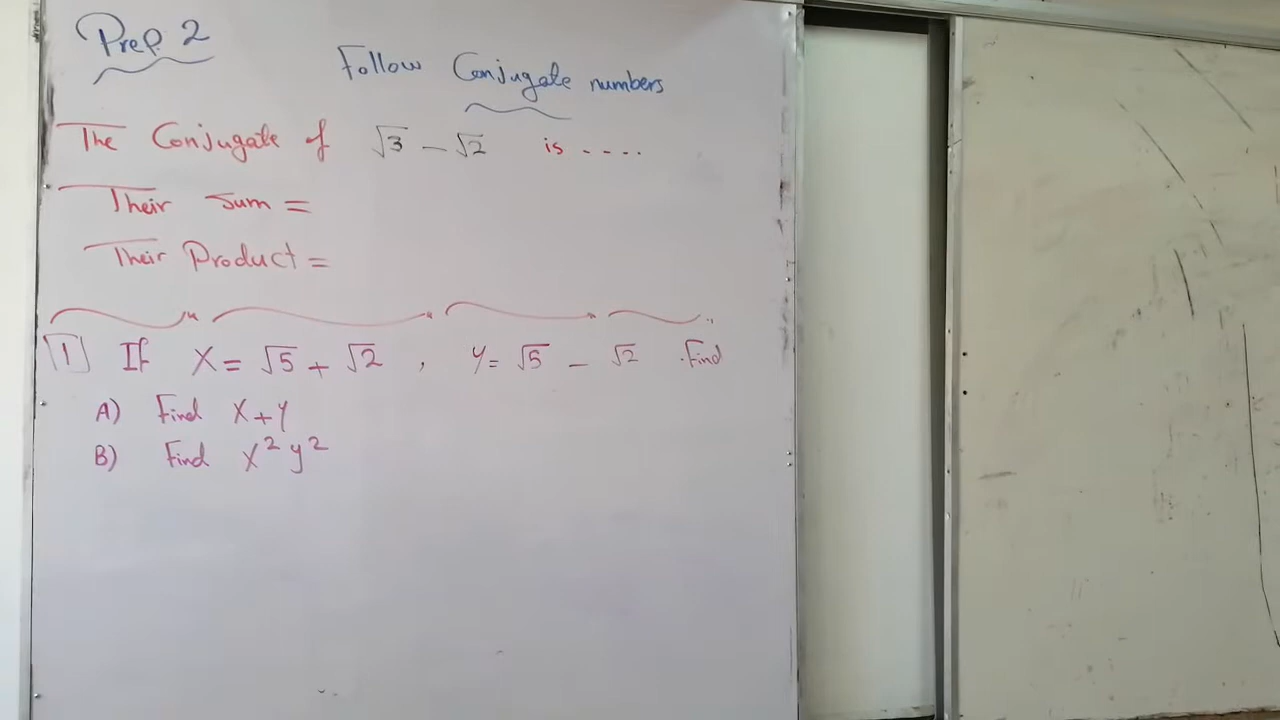 Prep 2
Follow Conjugate numbers
The Conjugate of √3 - √2 is ....
Their sum =
Their Product =
1 If X = √5 + √2 , y = √5 - √2 . Find
A) Find X + y
B) Find X² y²